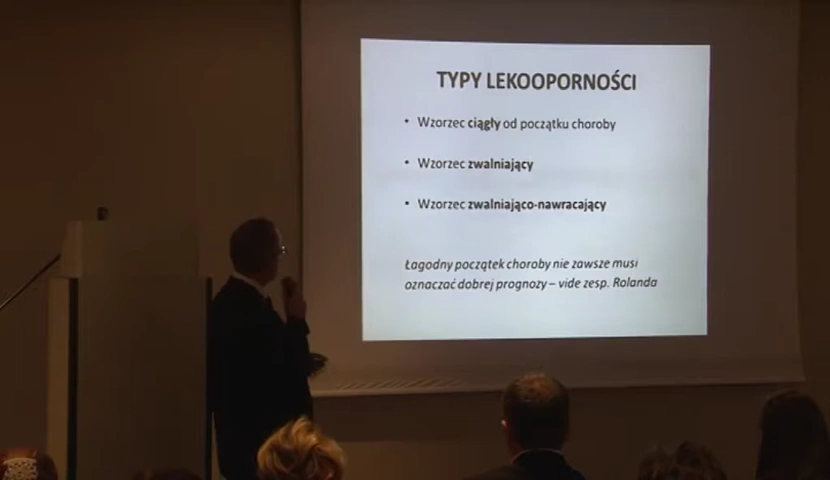 TYPY LEKOOPORNOŚCI
• Wzorzec ciągły od początku choroby
• Wzorzec zwalniający
• Wzorzec zwalniająco-nawracający
Łagodny początek choroby nie zawsze musi
oznaczać dobrej prognozy – vide zesp. Rolanda